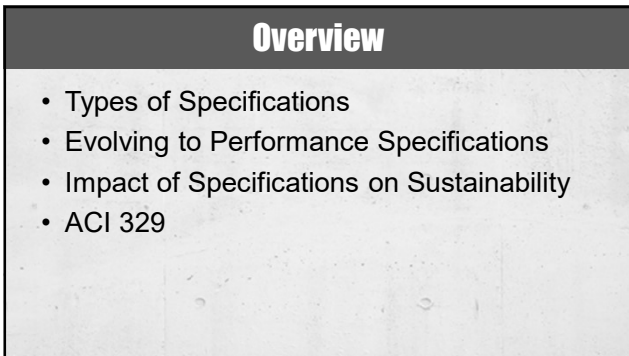 Overview
• Types of Specifications
• Evolving to Performance Specifications
• Impact of Specifications on Sustainability
• ACI 329